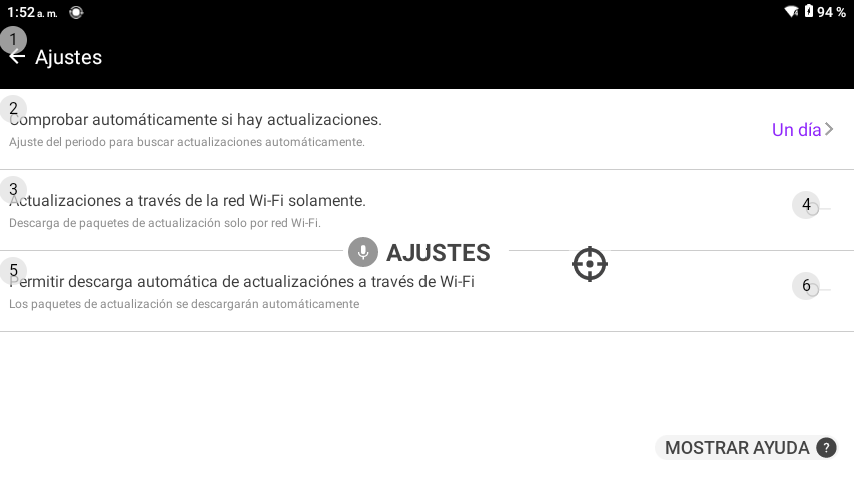 1:52 a. m.
94 %
1
Ajustes
2
Comprobar automáticamente si hay actualizaciones.
Ajuste del periodo para buscar actualizaciones automáticamente.
Un día
3
Actualizaciones a través de la red Wi-Fi solamente.
Descarga de paquetes de actualización solo por red Wi-Fi.
4
AJUSTES
5
Permitir descarga automática de actualizaciónes a través de Wi-Fi
Los paquetes de actualización se descargarán automáticamente
6
MOSTRAR AYUDA ?